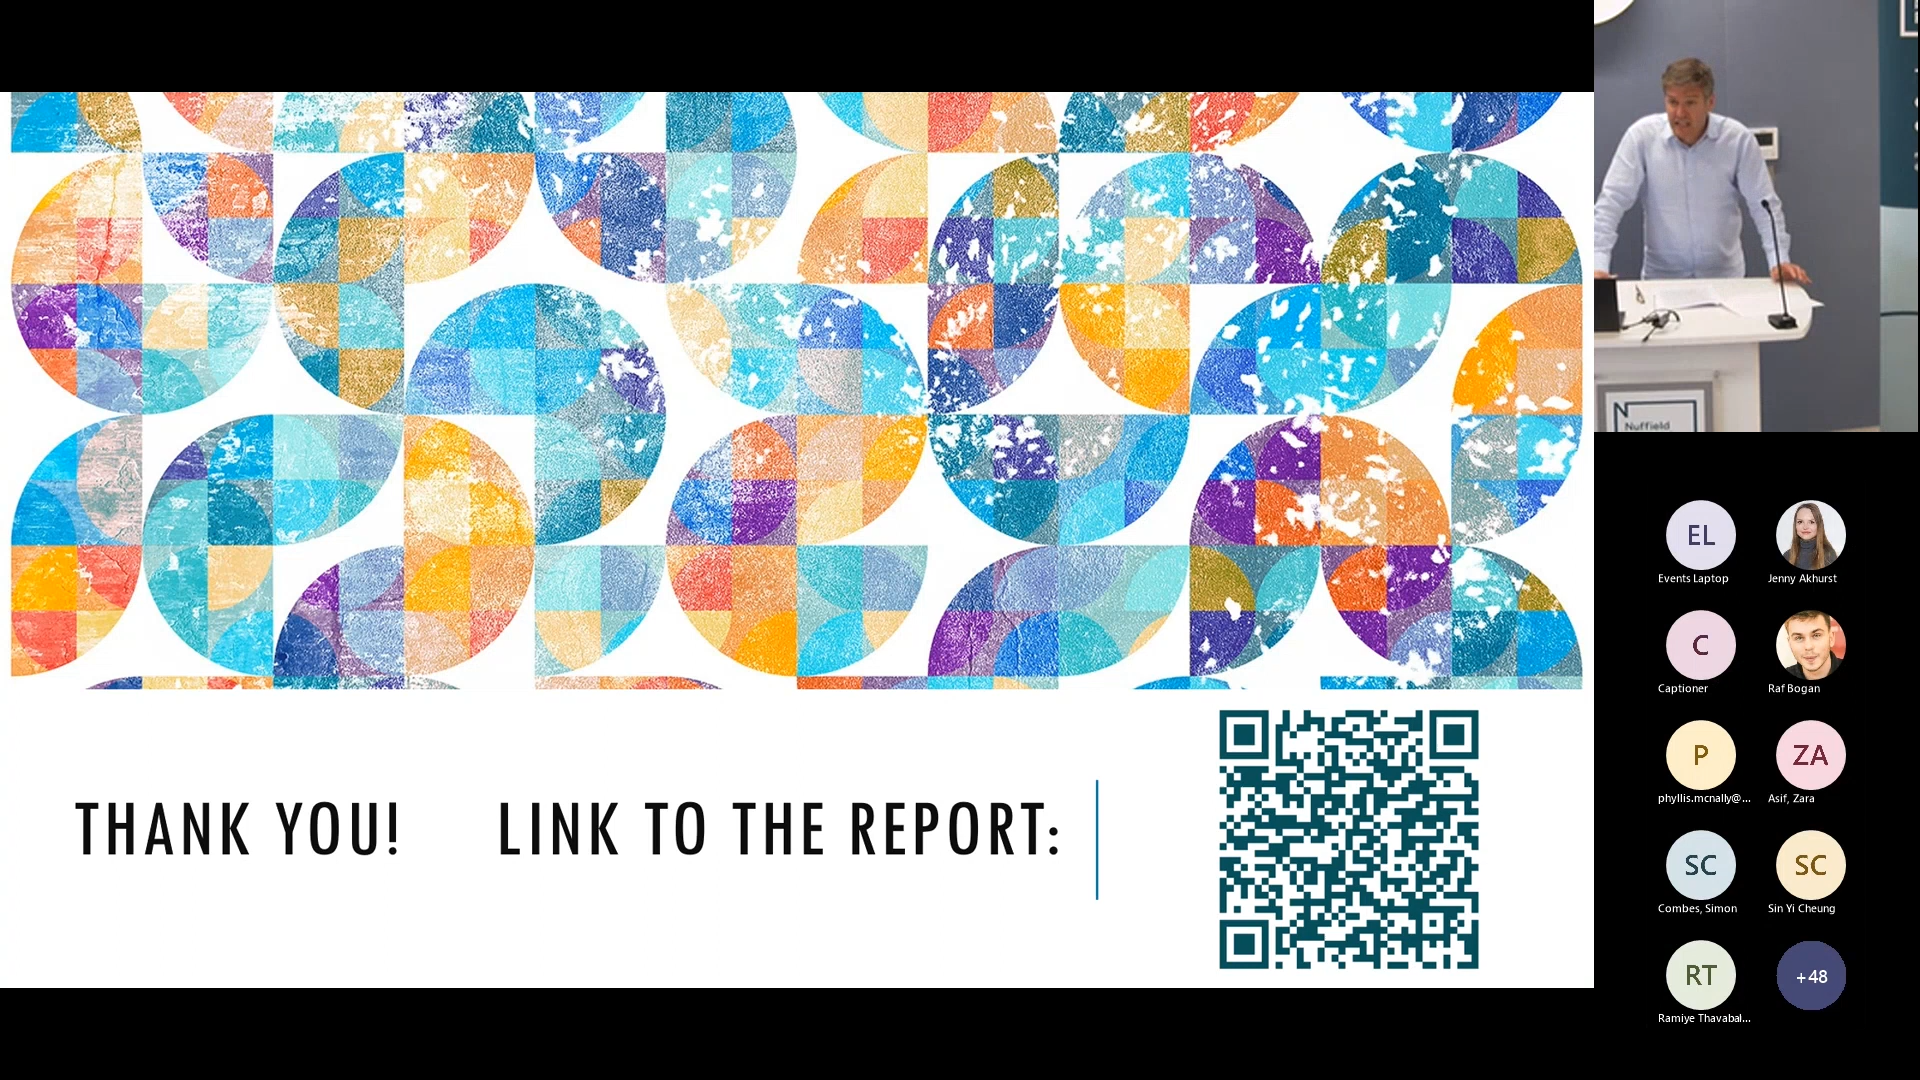 THANK YOU! LINK TO THE REPORT:
N
Nuffield
EL
Events Laptop
Jenny Akhurst
C
Captioner
Raf Bogan
P
phyllis.mcnally@...
ZA
Asif, Zara
SC
Combes, Simon
SC
Sin Yi Cheung
RT
Ramiye Thavabal...
+48